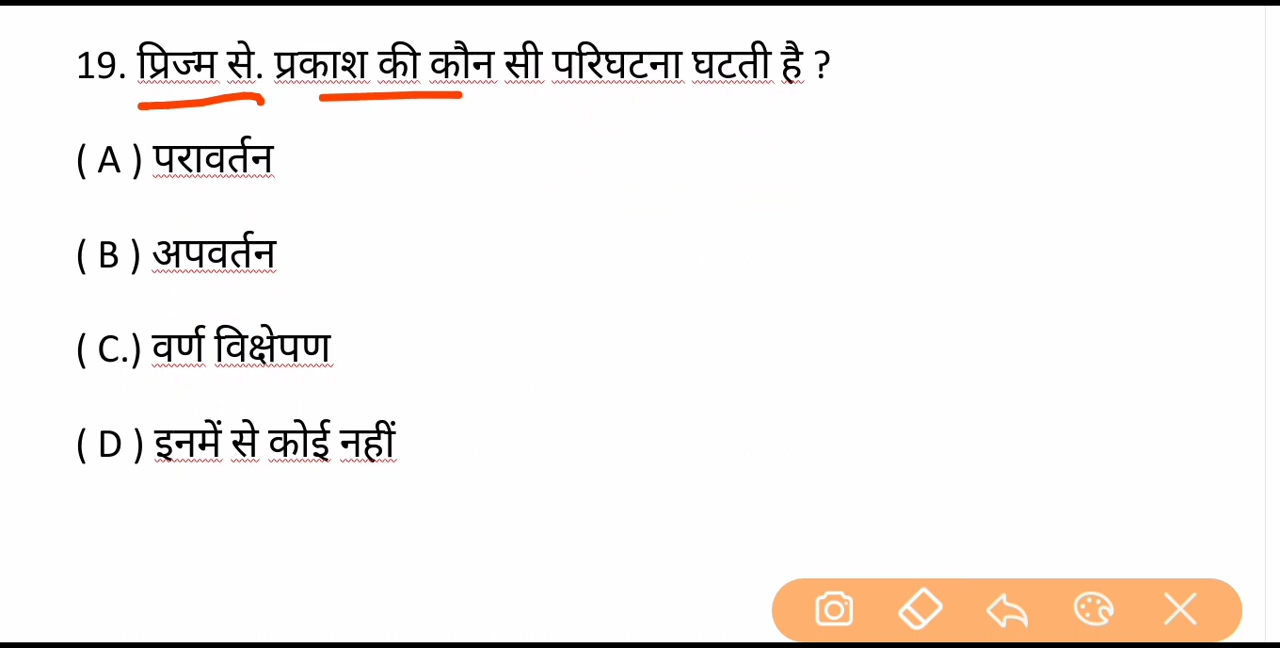 19. प्रिज्म से. प्रकाश की कौन सी परिघटना घटती है ?
( A ) परावर्तन
( B ) अपवर्तन
( C.) वर्ण विक्षेपण
( D ) इनमें से कोई नहीं